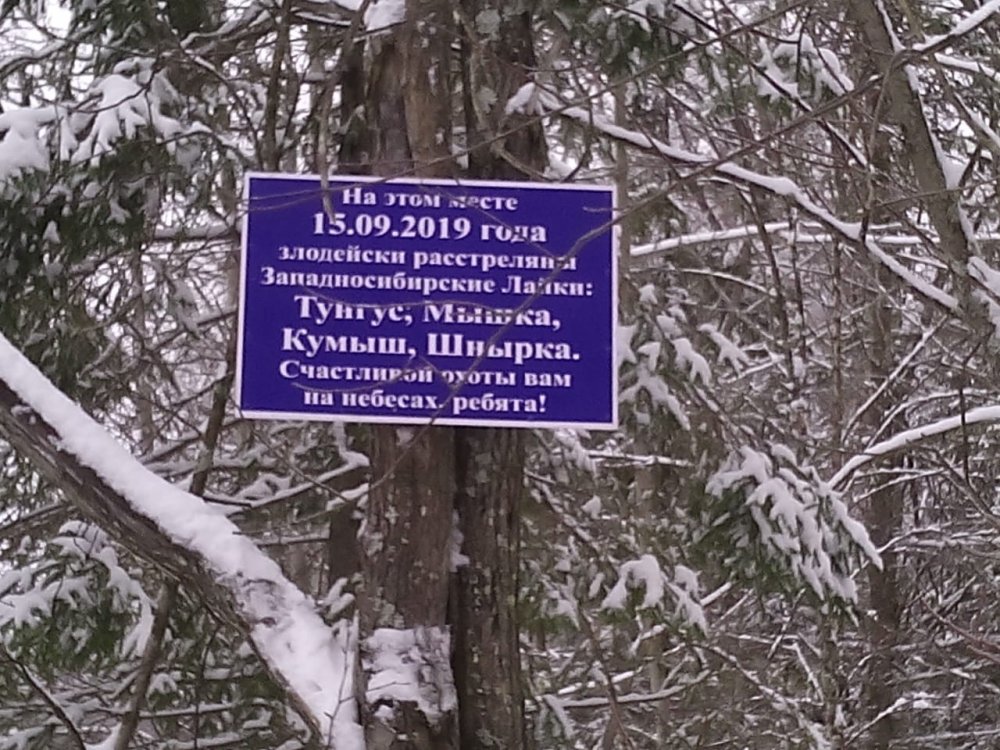 На этом месте
15.09.2019 года
злодейски расстреляны
Западносибирские Лайки:
Тунгус, Мышка,
Кумыш, Шнырка.
Счастливой охоты вам
на небесах, ребята!